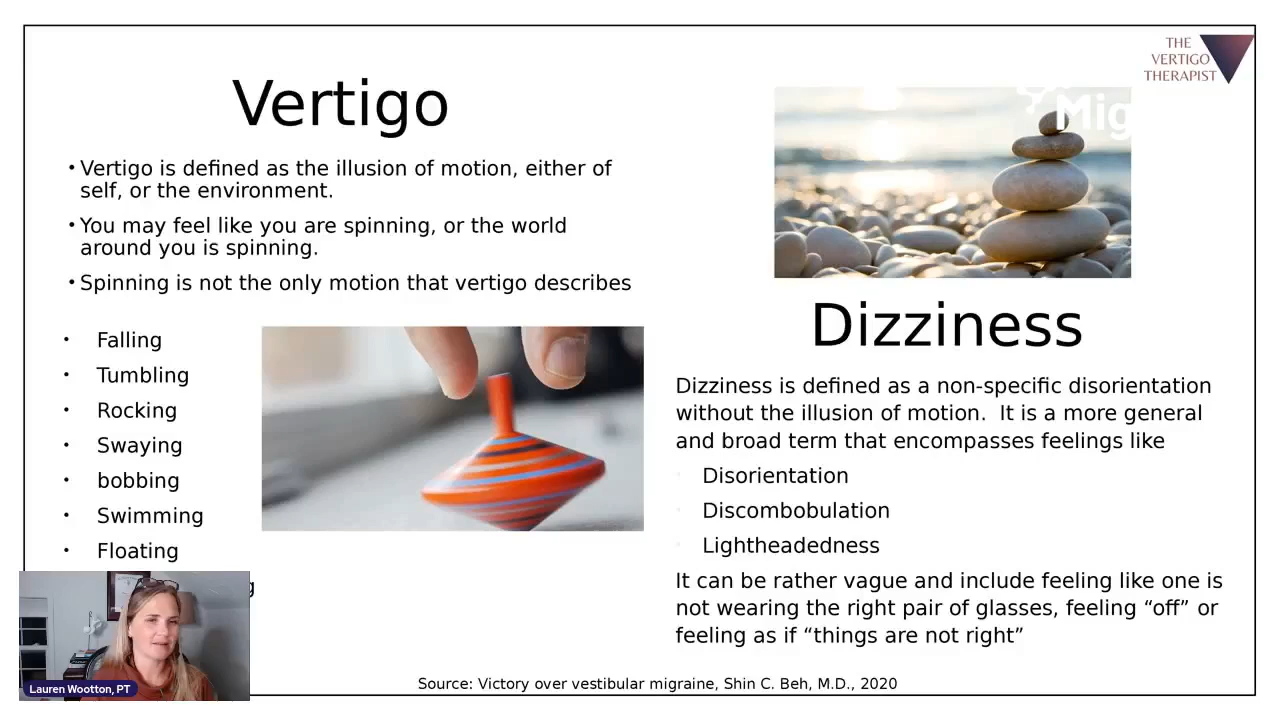 THE
VERTIGO
THERAPIST
Vertigo
• Vertigo is defined as the illusion of motion, either of
self, or the environment.
• You may feel like you are spinning, or the world
around you is spinning.
• Spinning is not the only motion that vertigo describes
• Falling
• Tumbling
• Rocking
• Swaying
• bobbing
• Swimming
• Floating
Mig
Dizziness
Dizziness is defined as a non-specific disorientation
without the illusion of motion.  It is a more general
and broad term that encompasses feelings like
Disorientation
Discombobulation
Lightheadedness
It can be rather vague and include feeling like one is
not wearing the right pair of glasses, feeling “off” or
feeling as if “things are not right”
Lauren Wootton, PT
Source: Victory over vestibular migraine, Shin C. Beh, M.D., 2020